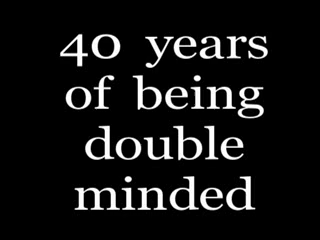 40 years
of being
double
minded